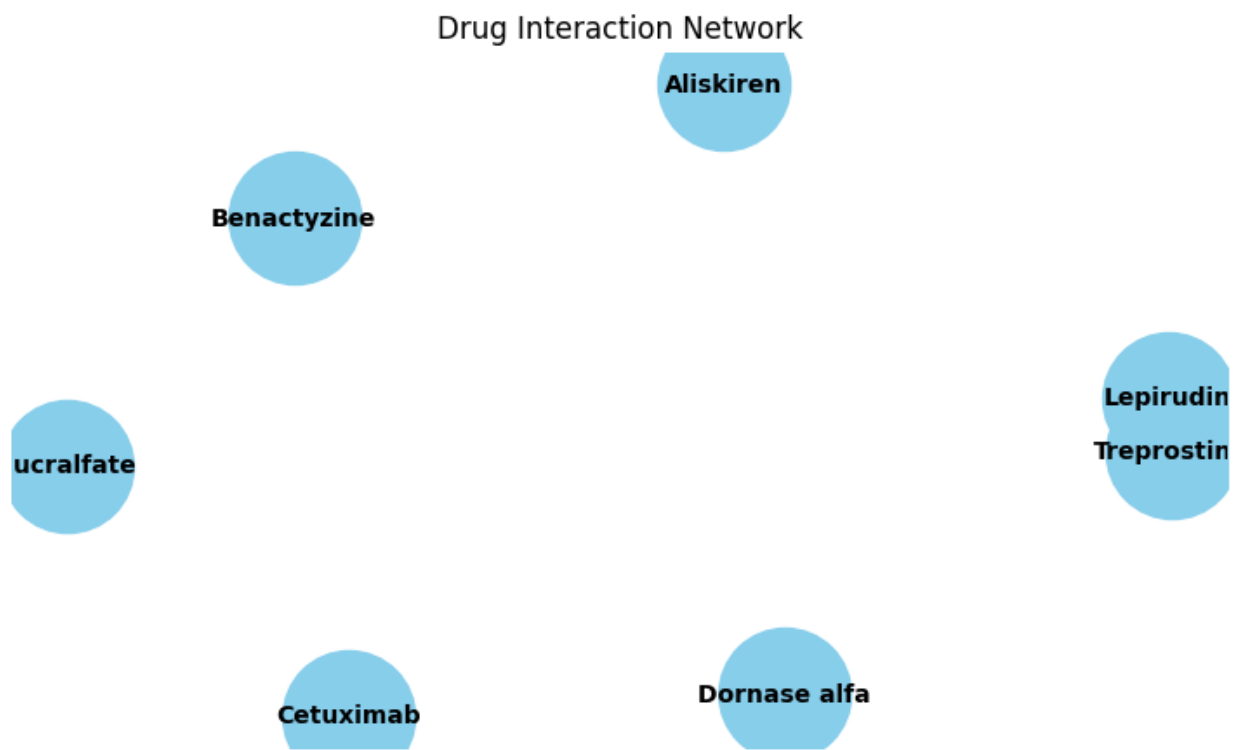 Drug Interaction Network
Aliskiren
Benactyzine
Lepirudin
Treprostin
ucralfate
Dornase alfa
Cetuximab